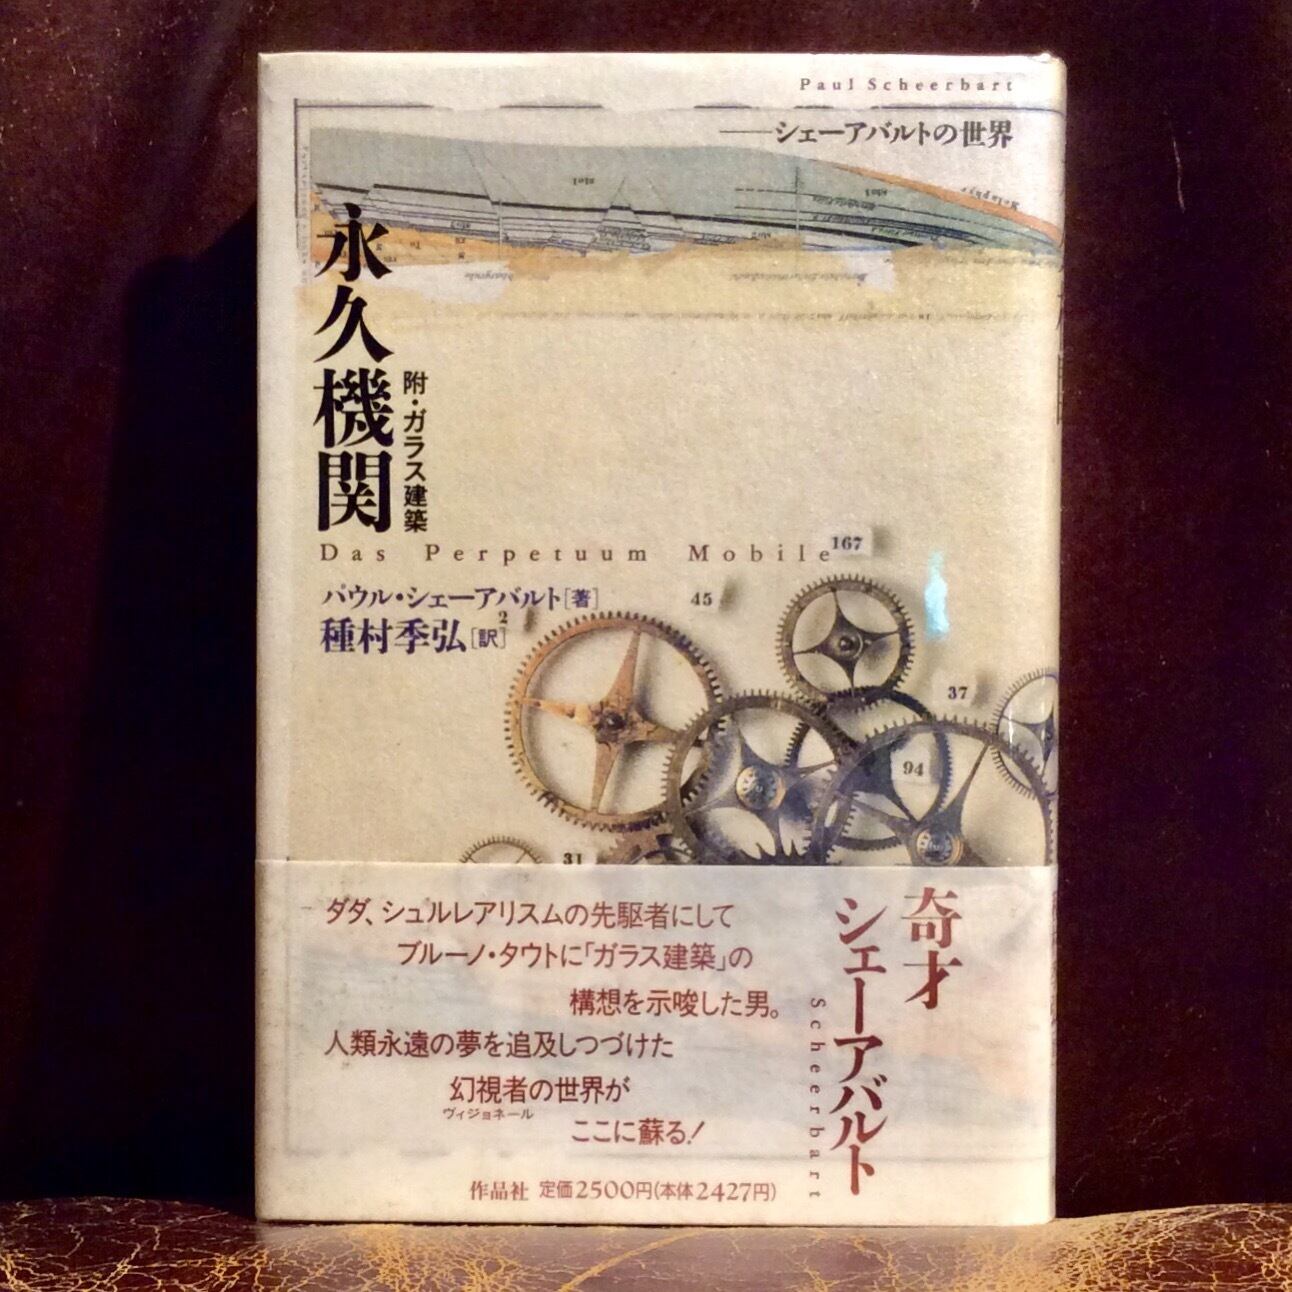 Paul Scheerbart
——シェーアバルトの世界
永久機関
附・ガラス建築
Das Perpetuum Mobile
パウル・シェーアバルト[著]
種村季弘[訳]
167
45
2
37
94
31
ダダ、シュルレアリスムの先駆者にして
ブルーノ・タウトに「ガラス建築」の
構想を示唆した男。
人類永遠の夢を追及しつづけた
幻視者の世界が
ヴィジョネール
ここに蘇る!
奇才
シェーアバルト
Scheerbart
作品社 定価2500円(本体2427円)